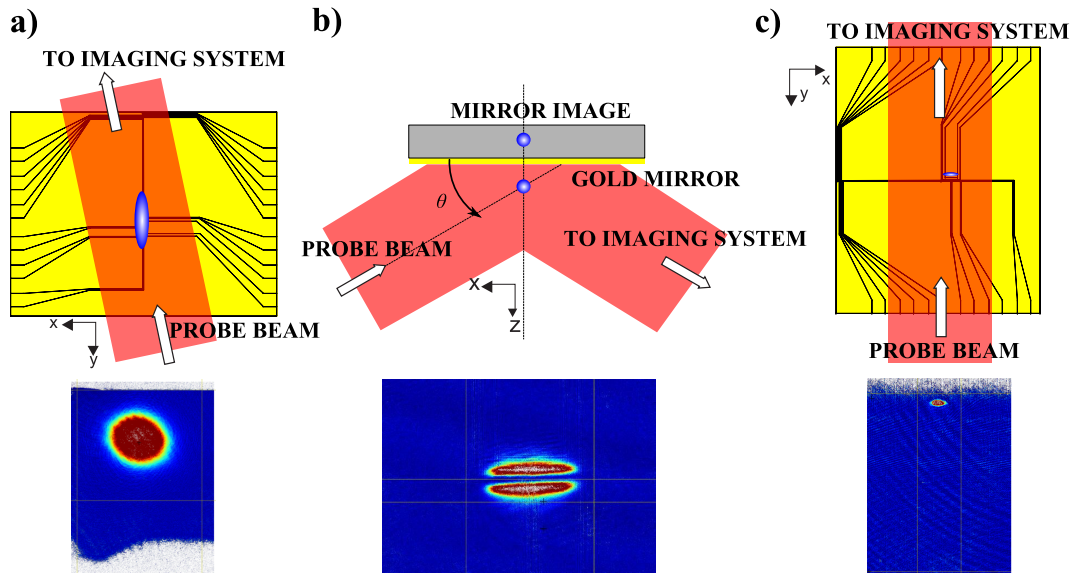 a)
TO IMAGING SYSTEM
PROBE BEAM
x
y
b)
MIRROR IMAGE
GOLD MIRROR
θ
PROBE BEAM
TO IMAGING SYSTEM
x
z
c)
TO IMAGING SYSTEM
x
y
PROBE BEAM